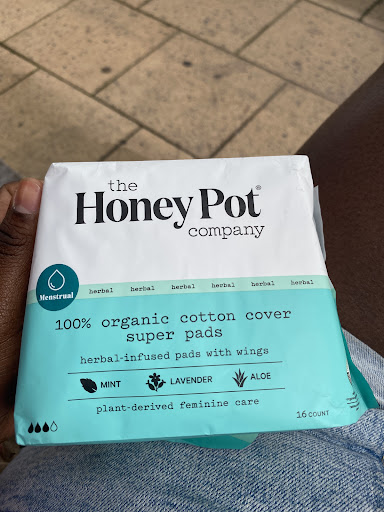 the
Honey Pot®
company
Menstrual
herbal herbal herbal herbal herbal herbal
100% organic cotton cover
super pads
herbal-infused pads with wings
MINT LAVENDER ALOE
plant-derived feminine care
16 COUNT